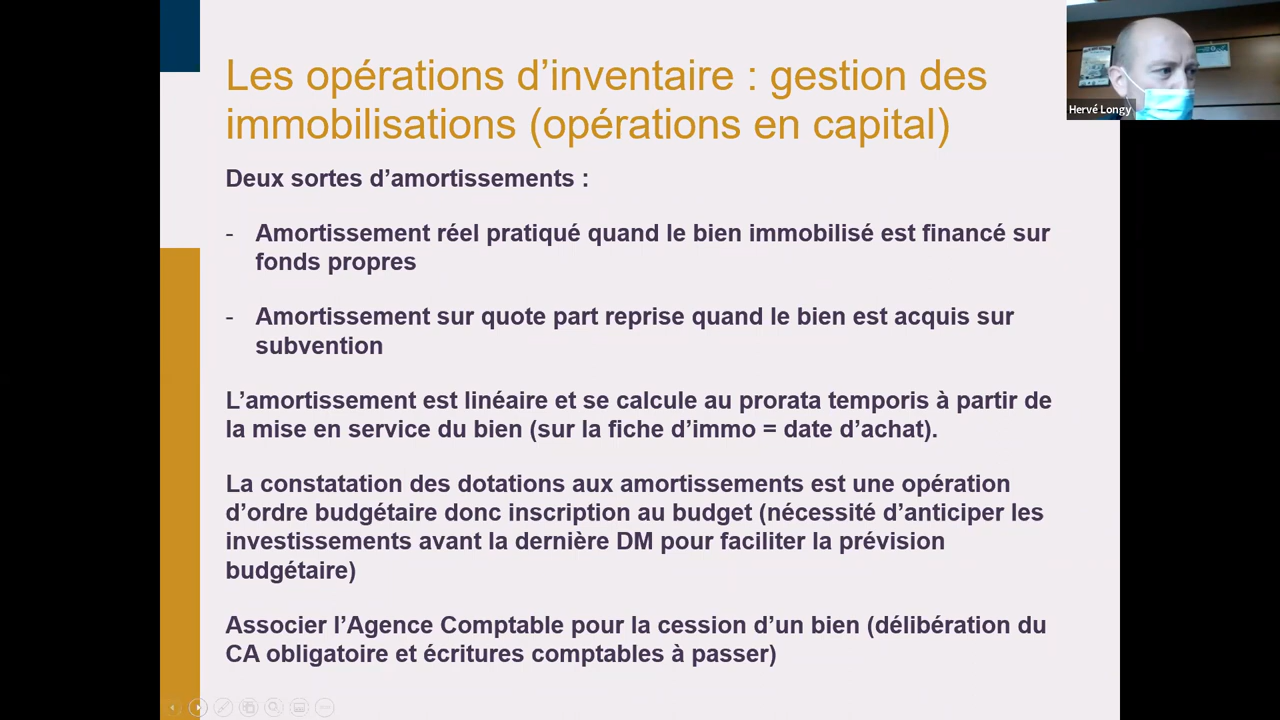 Les opérations d’inventaire : gestion des
immobilisations (opérations en capital)
Hervé Longy
Deux sortes d’amortissements :
- Amortissement réel pratiqué quand le bien immobilisé est financé sur
fonds propres
- Amortissement sur quote part reprise quand le bien est acquis sur
subvention
L’amortissement est linéaire et se calcule au prorata temporis à partir de
la mise en service du bien (sur la fiche d’immo = date d’achat).
La constatation des dotations aux amortissements est une opération
d’ordre budgétaire donc inscription au budget (nécessité d’anticiper les
investissements avant la dernière DM pour faciliter la prévision
budgétaire)
Associer l’Agence Comptable pour la cession d’un bien (délibération du
CA obligatoire et écritures comptables à passer)